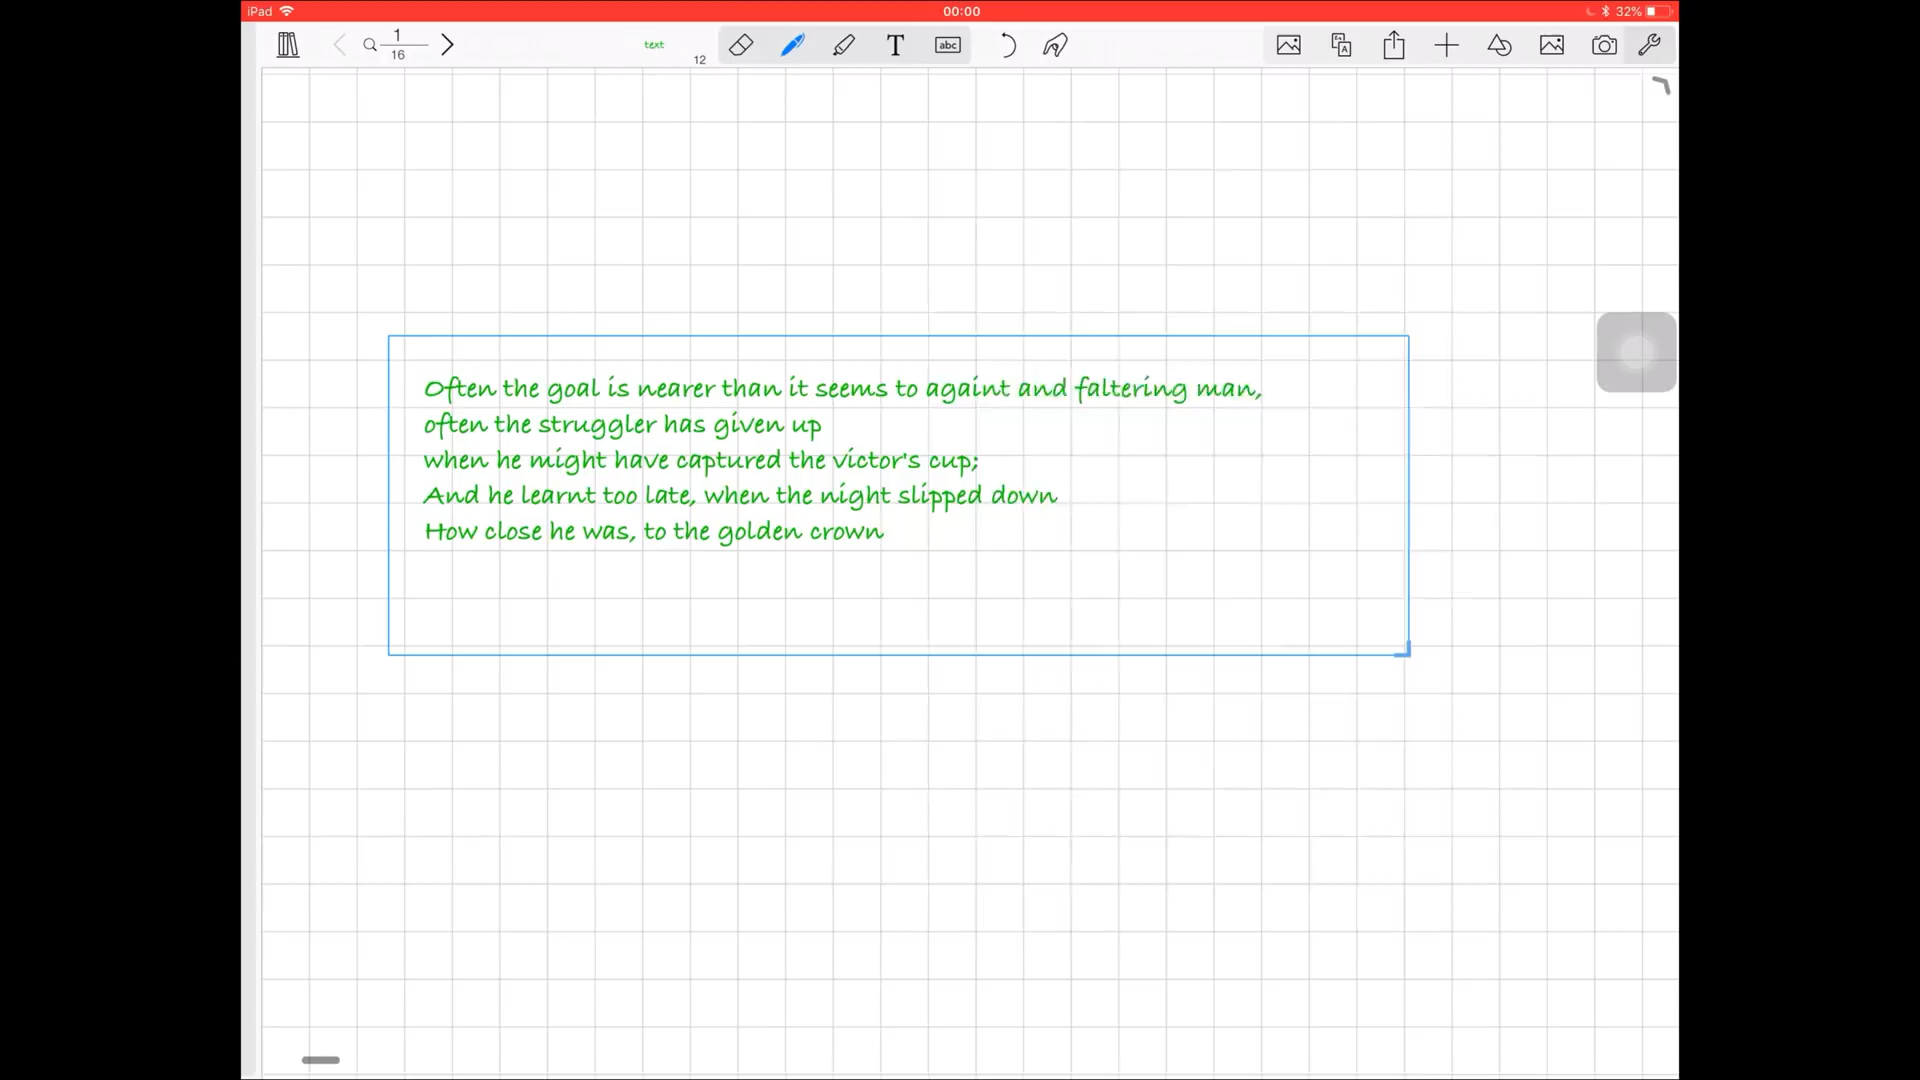 iPad 00:00 32%
1
16
text
12
T
abc
Often the goal is nearer than it seems to againt and faltering man,
often the struggler has given up
when he might have captured the victor's cup;
And he learnt too late, when the night slipped down
How close he was, to the golden crown